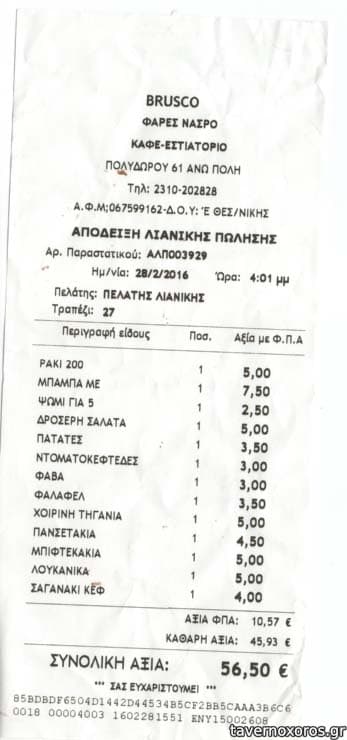 BRUSCO
ΦΑΡΕΣ ΝΑΣΡΟ
ΚΑΦΕ-ΕΣΤΙΑΤΟΡΙΟ
ΠΟΛΥΔΩΡΟΥ 61 ΑΝΩ ΠΟΛΗ
Τηλ: 2310-202828
Α.Φ.Μ;067599162-Δ.Ο.Υ: Έ ΘΕΣ/ΝΙΚΗΣ
ΑΠΟΔΕΙΞΗ ΛΙΑΝΙΚΗΣ ΠΩΛΗΣΗΣ
Αρ. Παραστατικού: ΑΛΠ003929
Ημ/νία: 28/2/2016 Ώρα: 4:01 μμ
Πελάτης: ΠΕΛΑΤΗΣ ΛΙΑΝΙΚΗΣ
Τραπέζι: 27
Περιγραφή είδους Ποσ. Αξία με Φ.Π.Α
ΡΑΚΙ 200 1 5,00
ΜΠΑΜΠΑ ΜΕ 1 7,50
ΨΩΜΙ ΓΙΑ 5 1 2,50
ΔΡΟΣΕΡΗ ΣΑΛΑΤΑ 1 5,00
ΠΑΤΑΤΕΣ 1 3,50
ΝΤΟΜΑΤΟΚΕΦΤΕΔΕΣ 1 3,00
ΦΑΒΑ 1 3,00
ΦΑΛΑΦΕΛ 1 3,50
ΧΟΙΡΙΝΗ ΤΗΓΑΝΙΑ 1 5,00
ΠΑΝΣΕΤΑΚΙΑ 1 4,50
ΜΠΙΦΤΕΚΑΚΙΑ 1 5,00
ΛΟΥΚΑΝΙΚΑ 1 5,00
ΣΑΓΑΝΑΚΙ ΚΕΦ 1 4,00
ΑΞΙΑ ΦΠΑ: 10,57 €
ΚΑΘΑΡΗ ΑΞΙΑ: 45,93 €
ΣΥΝΟΛΙΚΗ ΑΞΙΑ: 56,50 €
*** ΣΑΣ ΕΥΧΑΡΙΣΤΟΥΜΕ! ***
85BDBDF6504D1442D44534B5CF2BB5CAAA3B6C6
0018 00004003 1602281551 ENY15002608
tavernoxoros.gr